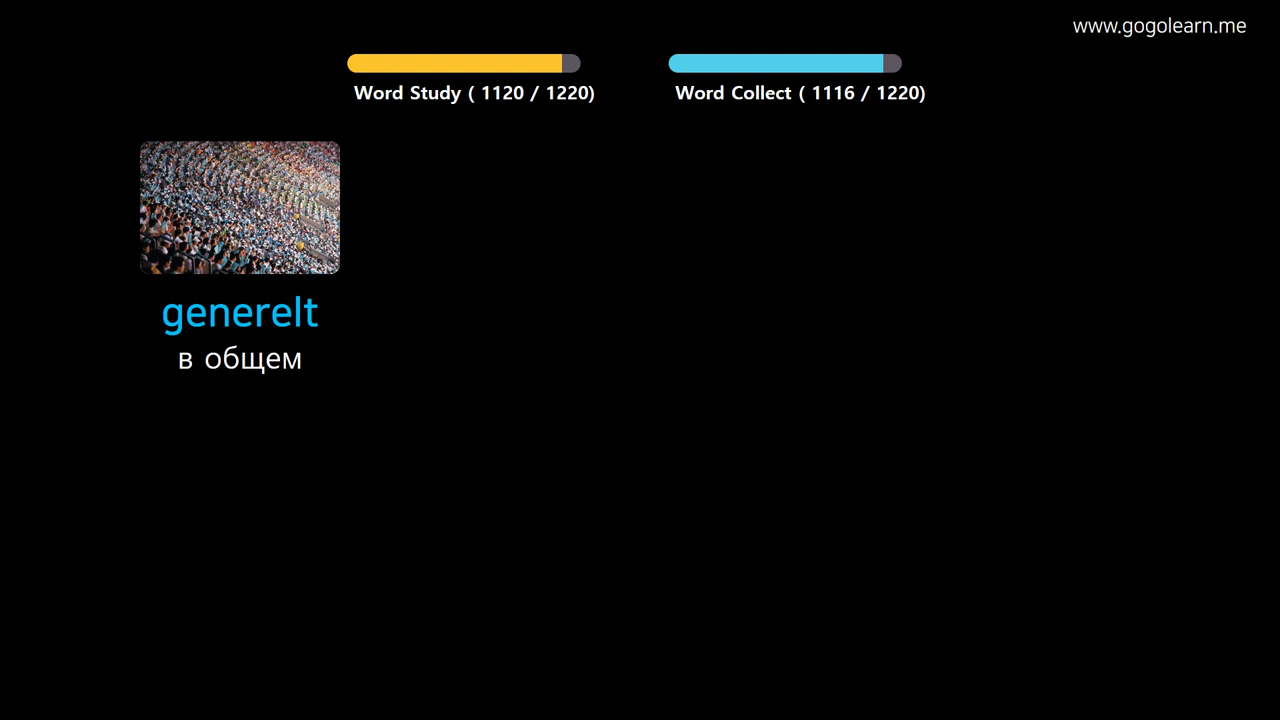 www.gogolearn.me
Word Study ( 1120 / 1220)
Word Collect ( 1116 / 1220)
generelt
в общем